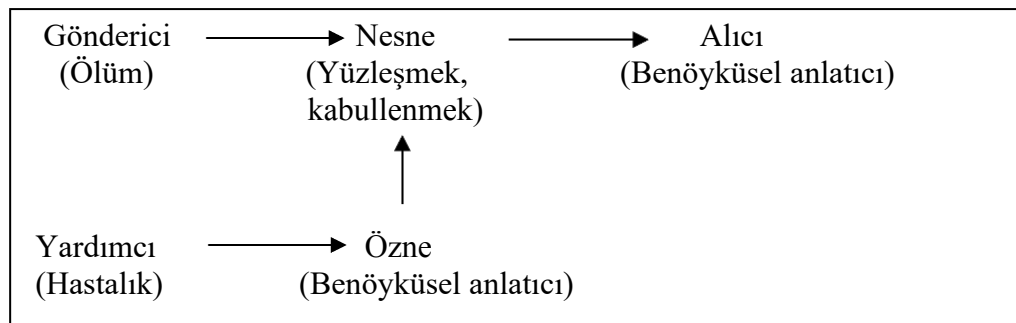 Gönderici Nesne Alıcı
(Ölüm) (Yüzleşmek, (Benöyküsel anlatıcı)
kabullenmek)
Yardımcı Özne
(Hastalık) (Benöyküsel anlatıcı)